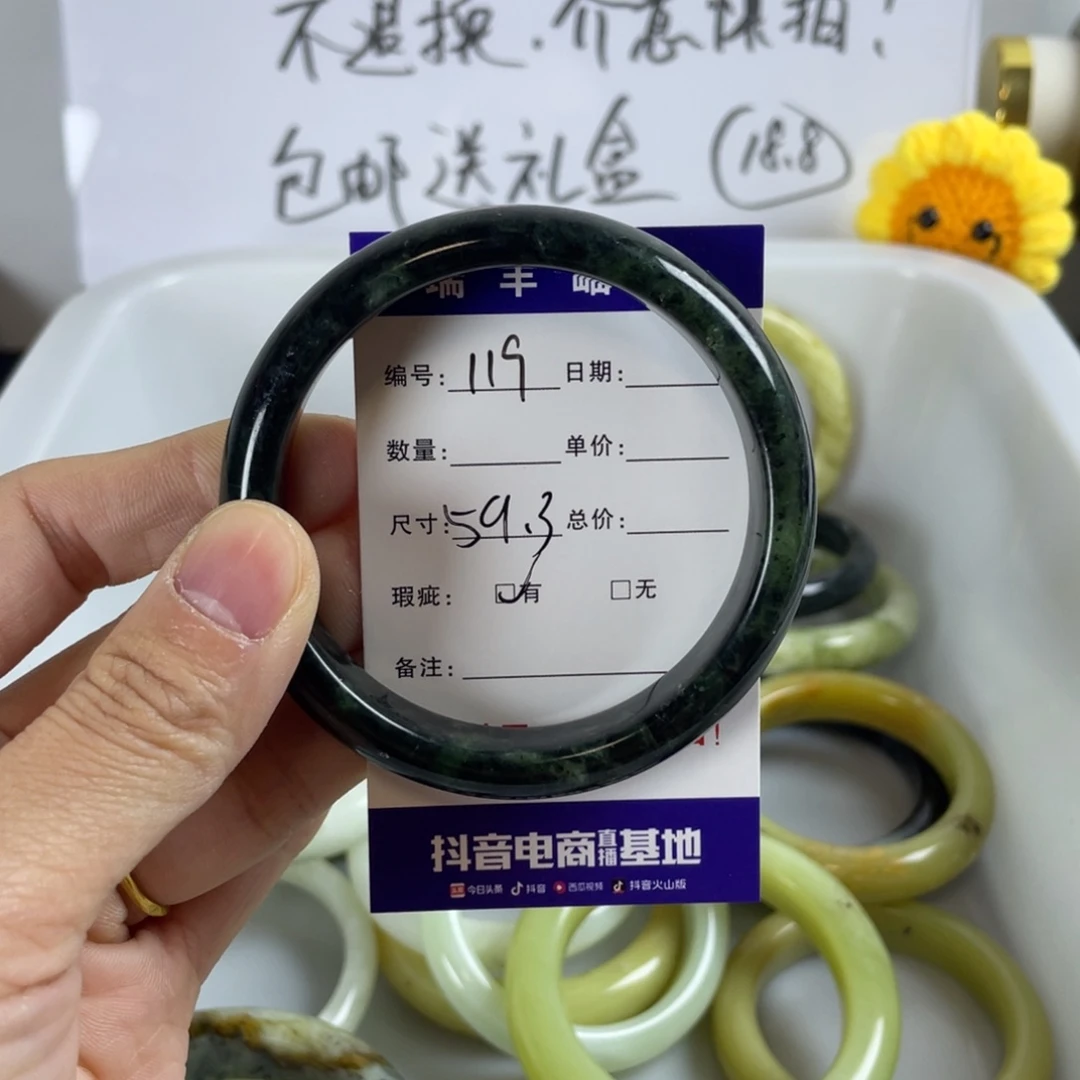 不退换，介意慎拍！
包邮送礼盒 18.8
瑞丰
编号：119 日期：
数量： 单价：
尺寸：59.3 总价：
瑕疵： ☑有 □无
备注：
！
抖音电商直播基地
今日头条 抖音 西瓜视频 抖音火山版